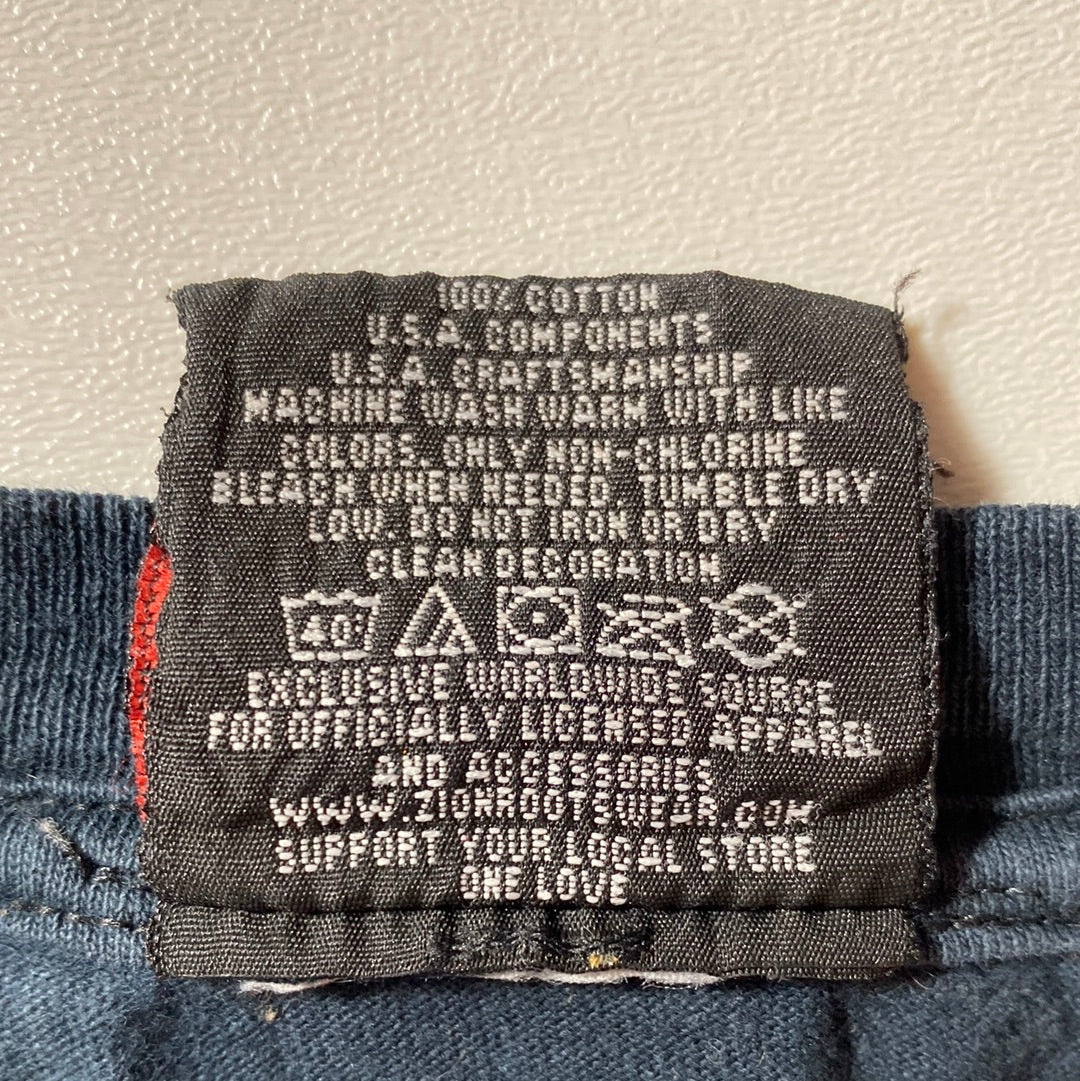 100% COTTON
U.S.A. COMPONENTS
U.S.A. CRAFTSMANSHIP
MACHINE WASH WARM WITH LIKE
COLORS, ONLY NON-CHLORINE
BLEACH WHEN NEEDED, TUMBLE DRY
LOW. DO NOT IRON OR DRY
CLEAN DECORATION
40
EXCLUSIVE WORLDWIDE SOURCE
FOR OFFICIALLY LICENSED APPAREL
AND ACCESSORIES
WWW.ZIONROOTSWEAR.COM
SUPPORT YOUR LOCAL STORE
ONE LOVE